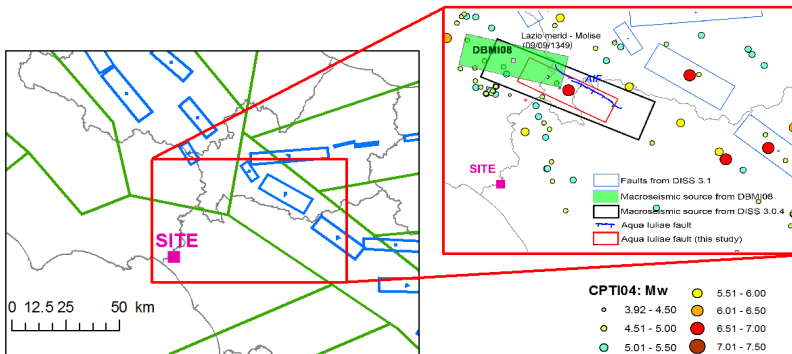 SITE
0 12.5 25 50 km
Lazio merid - Molise
(09/09/1349)
DBMI08
AIF
SITE
Faults from DISS 3.1
Macroseismic source from DBMI08
Macroseismic source from DISS 3.0.4
Aqua Iuliae fault
Aqua Iuliae fault (this study)
CPTI04: Mw
3.92 - 4.50
4.51 - 5.00
5.01 - 5.50
5.51 - 6.00
6.01 - 6.50
6.51 - 7.00
7.01 - 7.50